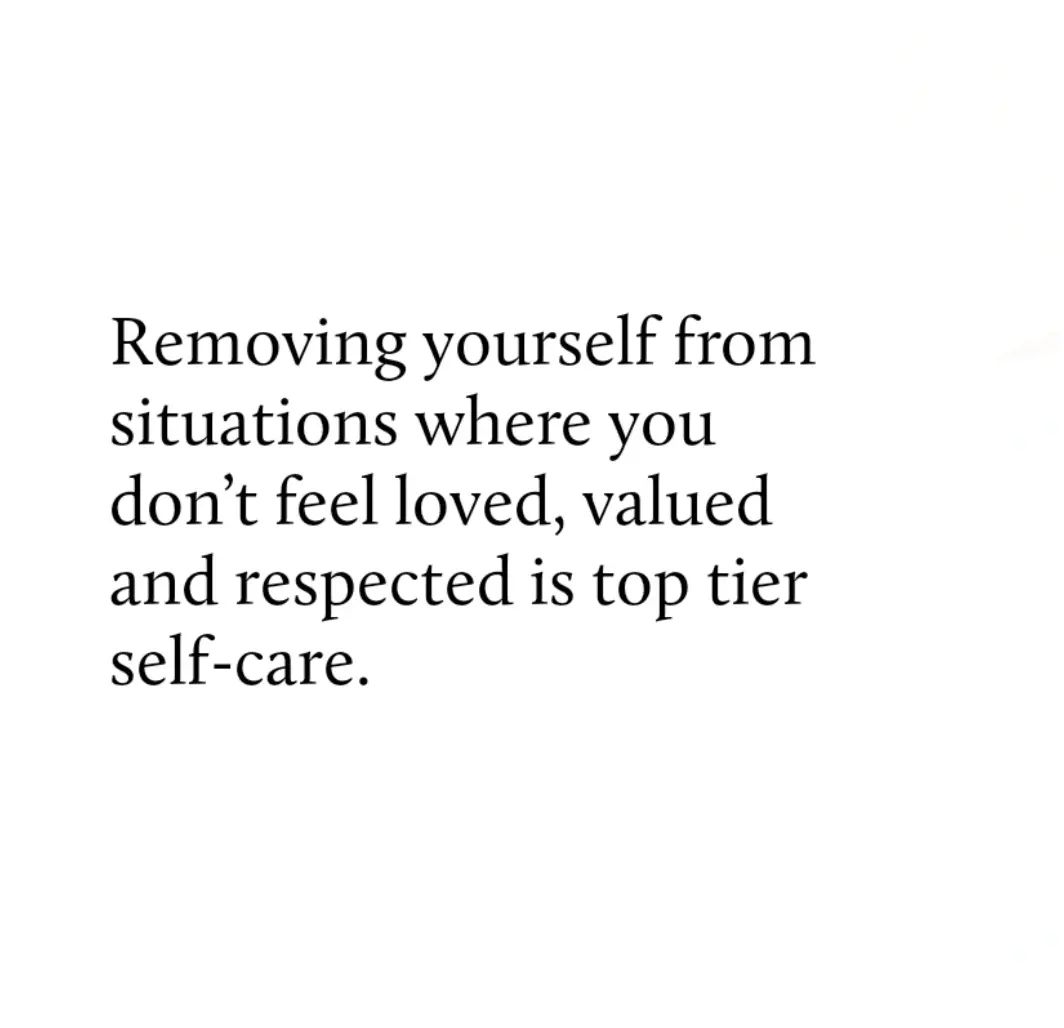 Removing yourself from
situations where you
don’t feel loved, valued
and respected is top tier
self-care.